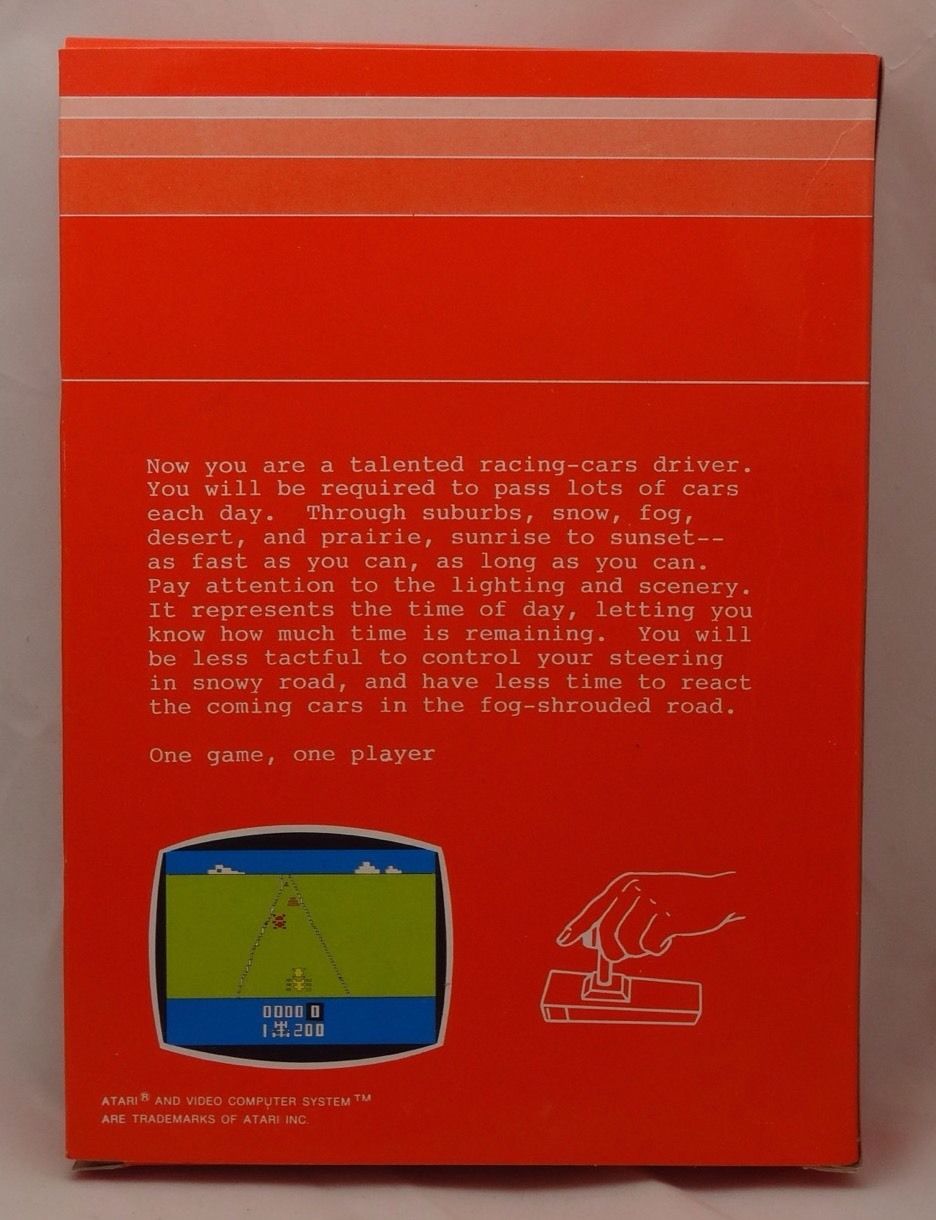 Now you are a talented racing-cars driver.
You will be required to pass lots of cars
each day.  Through suburbs, snow, fog,
desert, and prairie, sunrise to sunset--
as fast as you can, as long as you can.
Pay attention to the lighting and scenery.
It represents the time of day, letting you
know how much time is remaining.  You will
be less tactful to control your steering
in snowy road, and have less time to react
the coming cars in the fog-shrouded road.
One game, one player
0000 0
1 200
ATARI® AND VIDEO COMPUTER SYSTEM™
ARE TRADEMARKS OF ATARI INC.